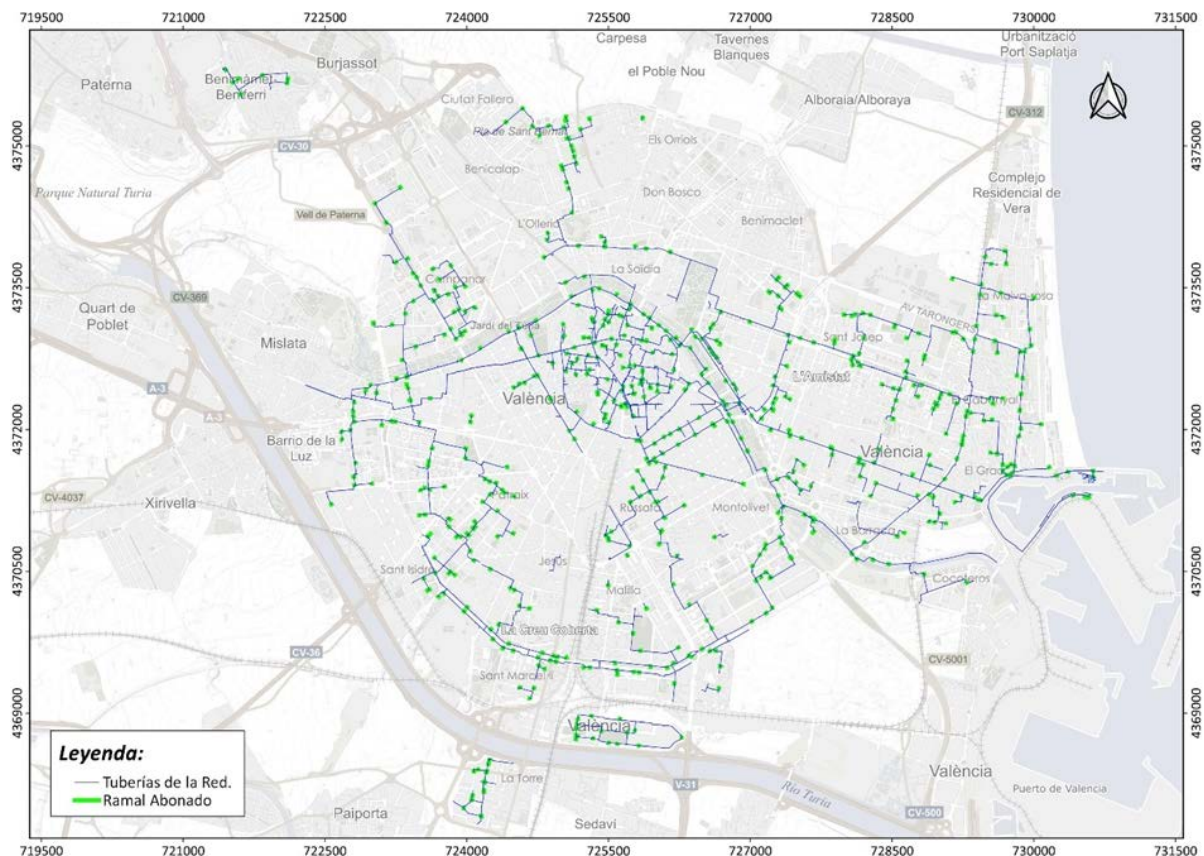 719500 721000 722500 724000 725500 727000 728500 730000 731500
Carpesa
Tavernes
Blanques
Urbanització
Port Saplatja
Burjassot
el Poble Nou
Paterna
Benimàmet
Beniferri
Ciutat Fallera
Alboraia/Alboraya
CV-312
4375000
4375000
CV-30
Els Orriols
Benicalap
Complejo
Residencial de
Vera
Parque Natural Turia
Don Bosco
Vell de Paterna
L'Olleria
Benimaclet
La Saïdia
Campanar
4373500
4373500
CV-369
La Malva-rosa
Quart de
Poblet
AV TARONGERS
Jardí del Túria
Sant Josep
Mislata
L'Amistat
A-3
València
A-3
4372000
4372000
Barrio de la
Luz
València
El Grao
CV-4037
Xirivella
Patraix
Russafa
Montolivet
Jesús
4370500
4370500
Sant Isidre
Malilla
La Creu Coberta
CV-36
CV-5001
Sant Marcel·lí
4369000
4369000
València
Leyenda:
Tuberías de la Red.
Ramal Abonado
La Torre
València
V-31
Puerto de Valencia
Río Turia
Paiporta
CV-500
Sedaví
719500 721000 722500 724000 725500 727000 728500 730000 731500